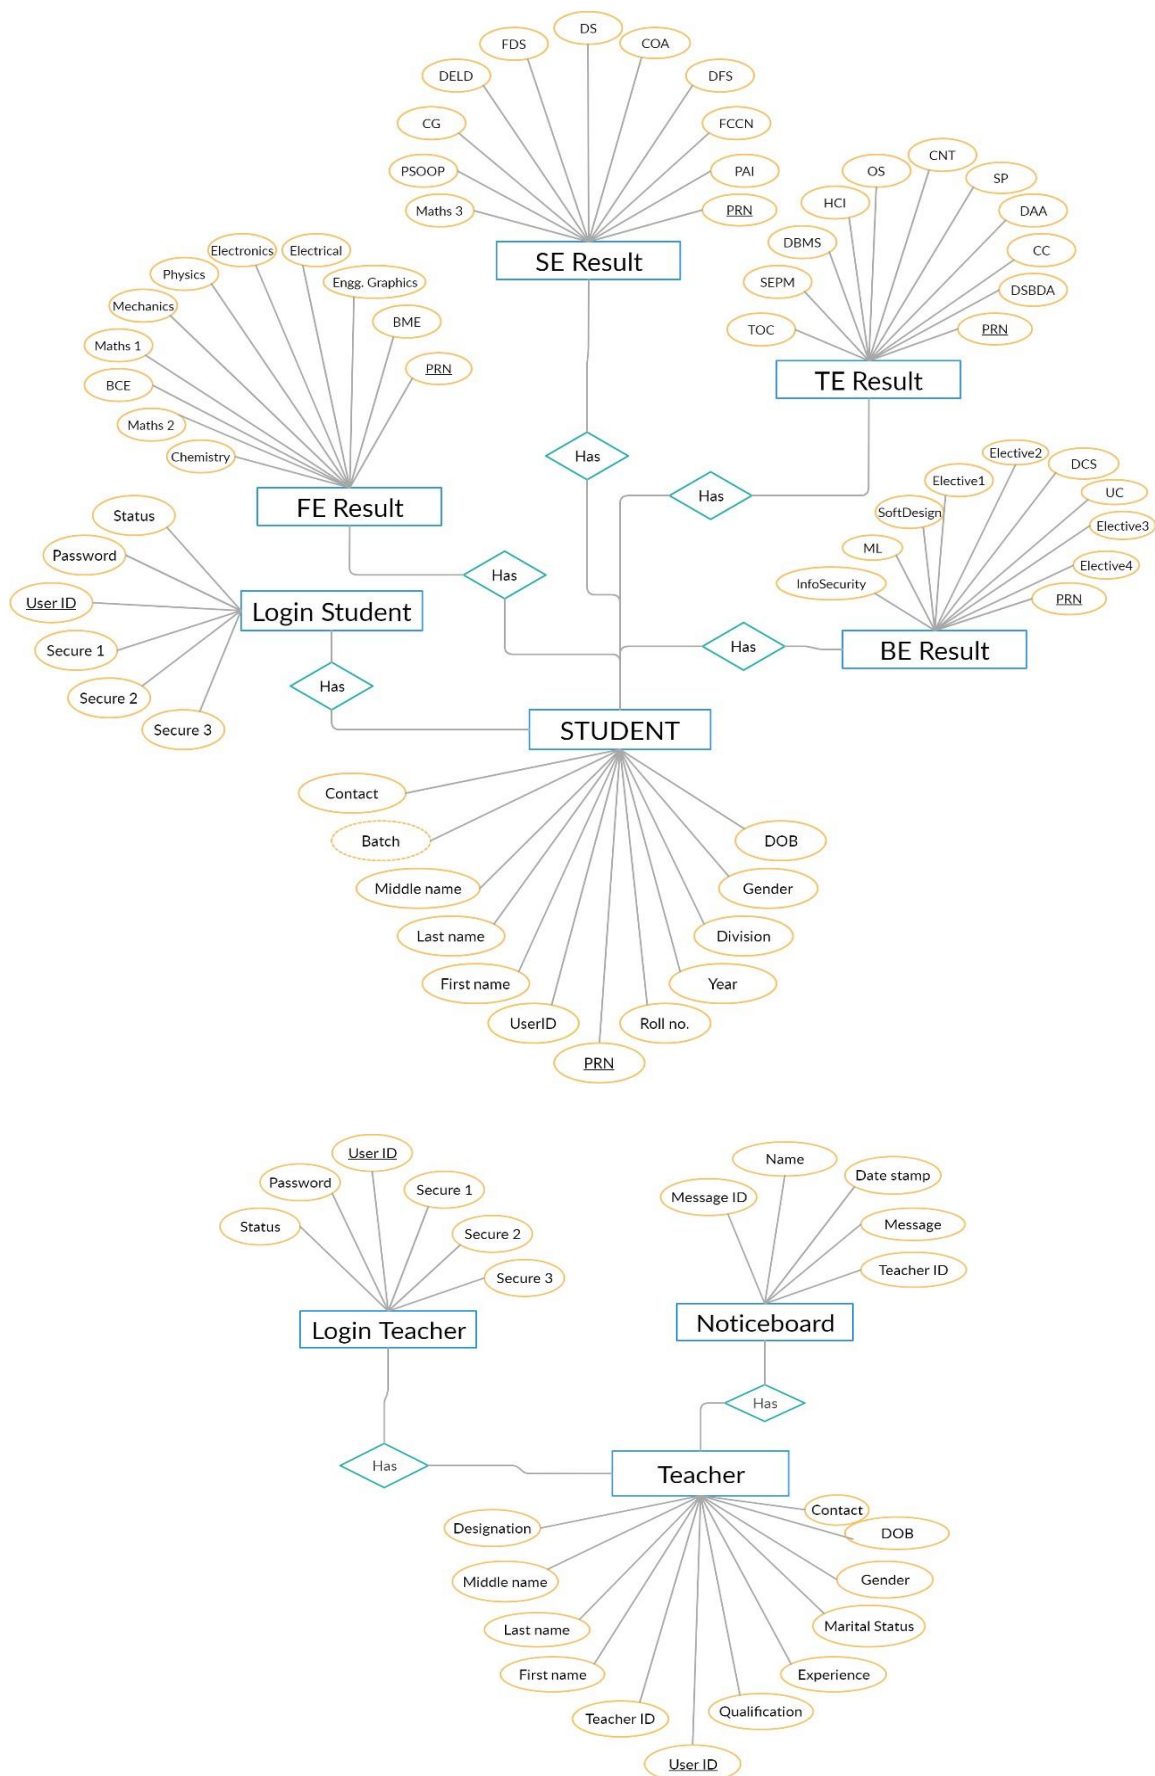 DS
FDS
COA
DELD
DFS
CG
FCCN
PSOOP
PAI
Maths 3
PRN
SE Result
CNT
OS
SP
HCI
DAA
DBMS
CC
SEPM
DSBDA
TOC
PRN
TE Result
Electronics
Electrical
Physics
Engg. Graphics
Mechanics
BME
Maths 1
PRN
BCE
Maths 2
Chemistry
FE Result
Has
Has
Has
Elective2
DCS
Elective1
UC
SoftDesign
Elective3
ML
Elective4
InfoSecurity
PRN
BE Result
Has
Status
Password
User ID
Secure 1
Secure 2
Secure 3
Login Student
Has
STUDENT
Contact
Batch
DOB
Middle name
Gender
Last name
Division
First name
Year
UserID
Roll no.
PRN
User ID
Password
Secure 1
Status
Secure 2
Secure 3
Login Teacher
Name
Message ID
Date stamp
Message
Teacher ID
Noticeboard
Has
Has
Teacher
Contact
Designation
DOB
Middle name
Gender
Last name
Marital Status
First name
Experience
Teacher ID
Qualification
User ID